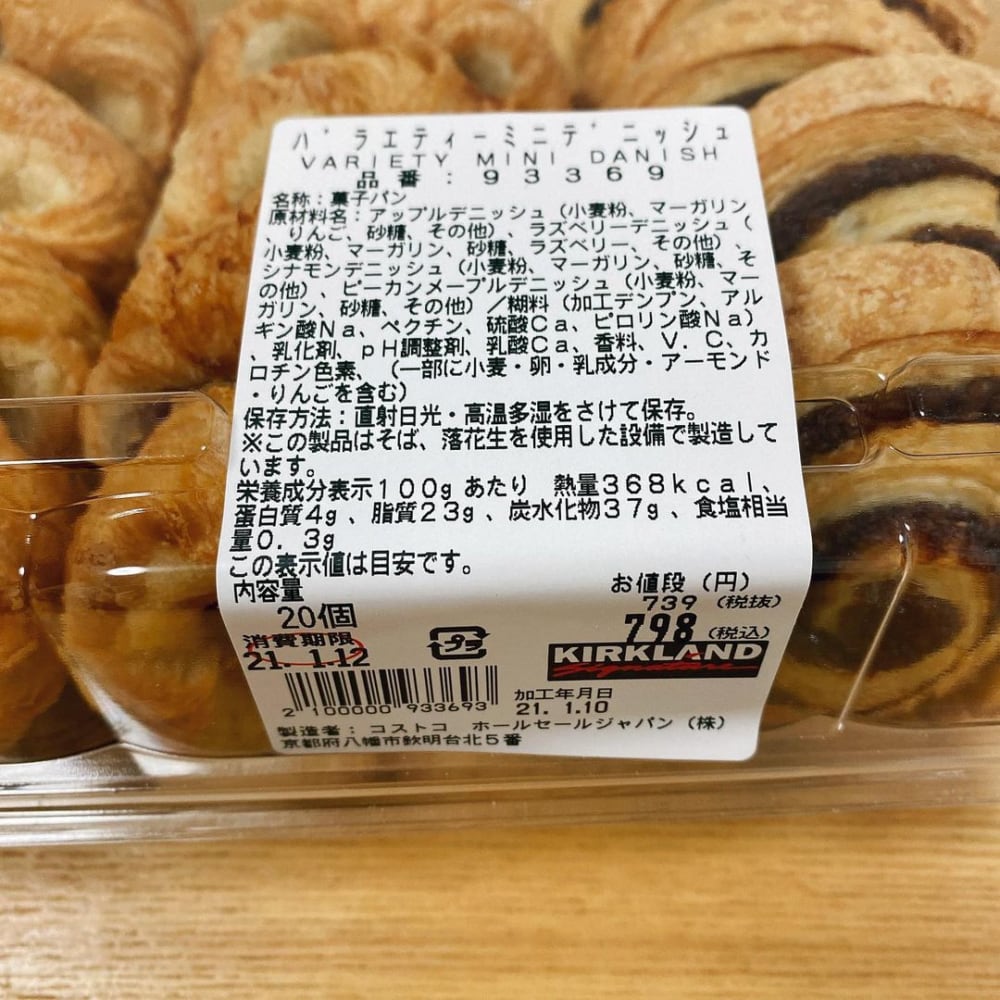 バラエティーミニデニッシュ
VARIETY MINI DANISH
品番:93369
名称:菓子パン
原材料名:アップルデニッシュ(小麦粉、マーガリン
、りんご、砂糖、その他)、ラズベリーデニッシュ(
小麦粉、マーガリン、砂糖、ラズベリー、その他)、
シナモンデニッシュ(小麦粉、マーガリン、砂糖、そ
の他)、ピーカンメープルデニッシュ(小麦粉、マー
ガリン、砂糖、その他)/糊料(加工デンプン、アル
ギン酸Na、ペクチン、硫酸Ca、ピロリン酸Na)
、乳化剤、pH調整剤、乳酸Ca、香料、V.C、カ
ロチン色素、(一部に小麦・卵・乳成分・アーモンド
・りんごを含む)
保存方法:直射日光・高温多湿をさけて保存。
※この製品はそば、落花生を使用した設備で製造して
います。
栄養成分表示100gあたり 熱量368kcal、
蛋白質4g、脂質23g、炭水化物37g、食塩相当
量0.3g
この表示値は目安です。
内容量
20個
お値段(円)
739(税抜)
798(税込)
消費期限
21. 1.12
プラ
KIRKLAND
Signature
2 100000 933693
加工年月日
21. 1.10
製造者:コストコ ホールセールジャパン(株)
京都府八幡市欽明台北5番